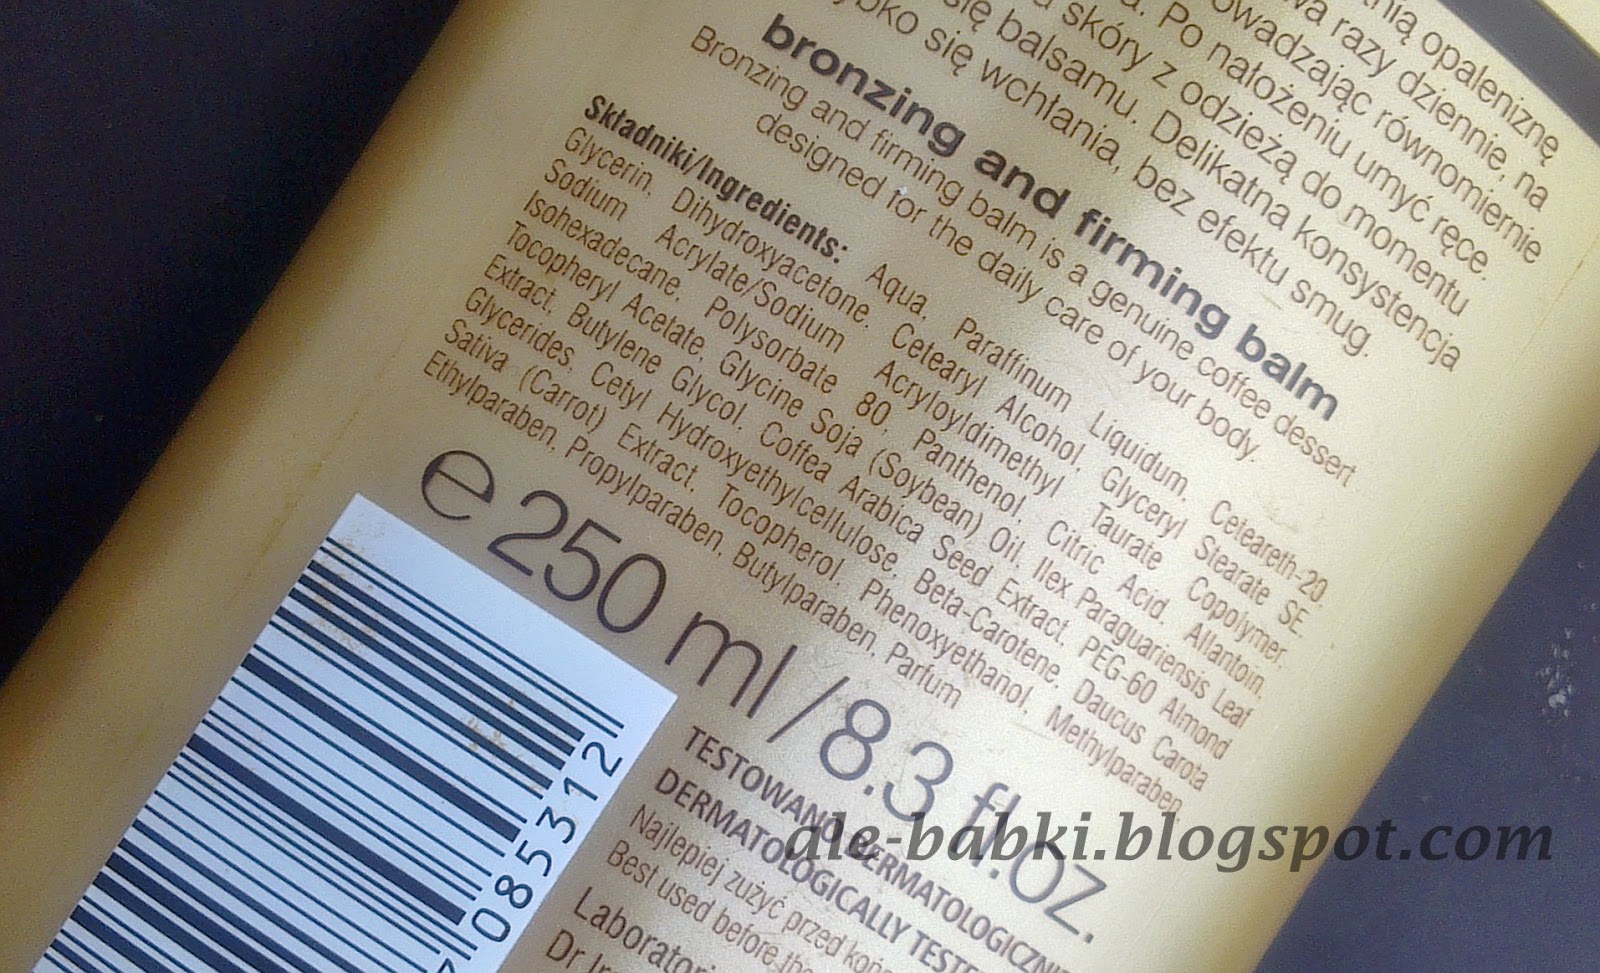 opaleniznę
razy dziennie, na
równomiernie
Po nałożeniu umyć ręce.
skóry z odzieżą do momentu
się balsamu. Delikatna konsystencja
się wchłania, bez efektu smug.
bronzing and firming balm
Bronzing and firming balm is a genuine coffee dessert
designed for the daily care of your body.
Składniki/Ingredients: Aqua, Paraffinum Liquidum, Ceteareth-20,
Glycerin, Dihydroxyacetone, Cetearyl Alcohol, Glyceryl Stearate SE,
Sodium Acrylate/Sodium Acryloyldimethyl Taurate Copolymer,
Isohexadecane, Polysorbate 80, Panthenol, Citric Acid, Allantoin,
Tocopheryl Acetate, Glycine Soja (Soybean) Oil, Ilex Paraguariensis Leaf
Extract, Butylene Glycol, Coffea Arabica Seed Extract, PEG-60 Almond
Glycerides, Cetyl Hydroxyethylcellulose, Beta-Carotene, Daucus Carota
Sativa (Carrot) Extract, Tocopherol, Phenoxyethanol, Methylparaben,
Ethylparaben, Propylparaben, Butylparaben, Parfum
e 250 ml / 8.3 fl.oz.
TESTOWANO DERMATOLOGICZNIE
DERMATOLOGICALLY TESTE
Najlepiej zużyć przed
Best used before
Dr
7085312
ale-babki.blogspot.com